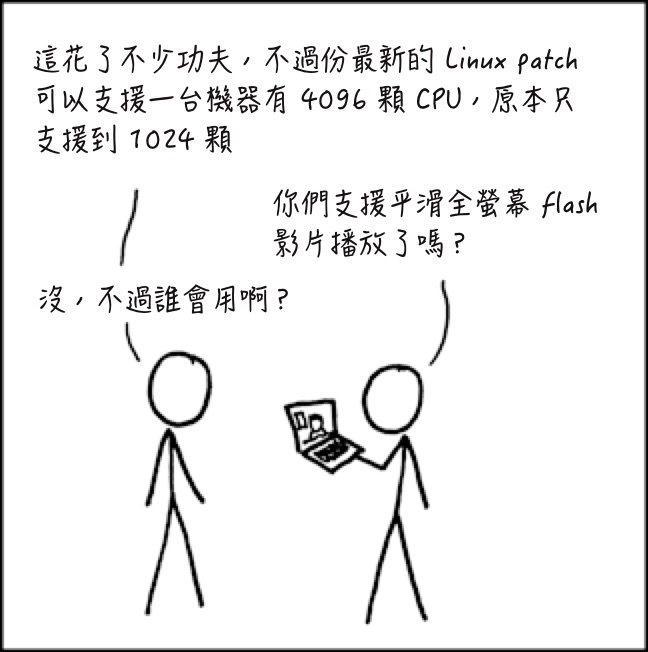 這花了不少功夫，不過份最新的 Linux patch
可以支援一台機器有 4096 顆 CPU，原本只
支援到 1024 顆
你們支援平滑全螢幕 flash
影片播放了嗎？
沒，不過誰會用啊？